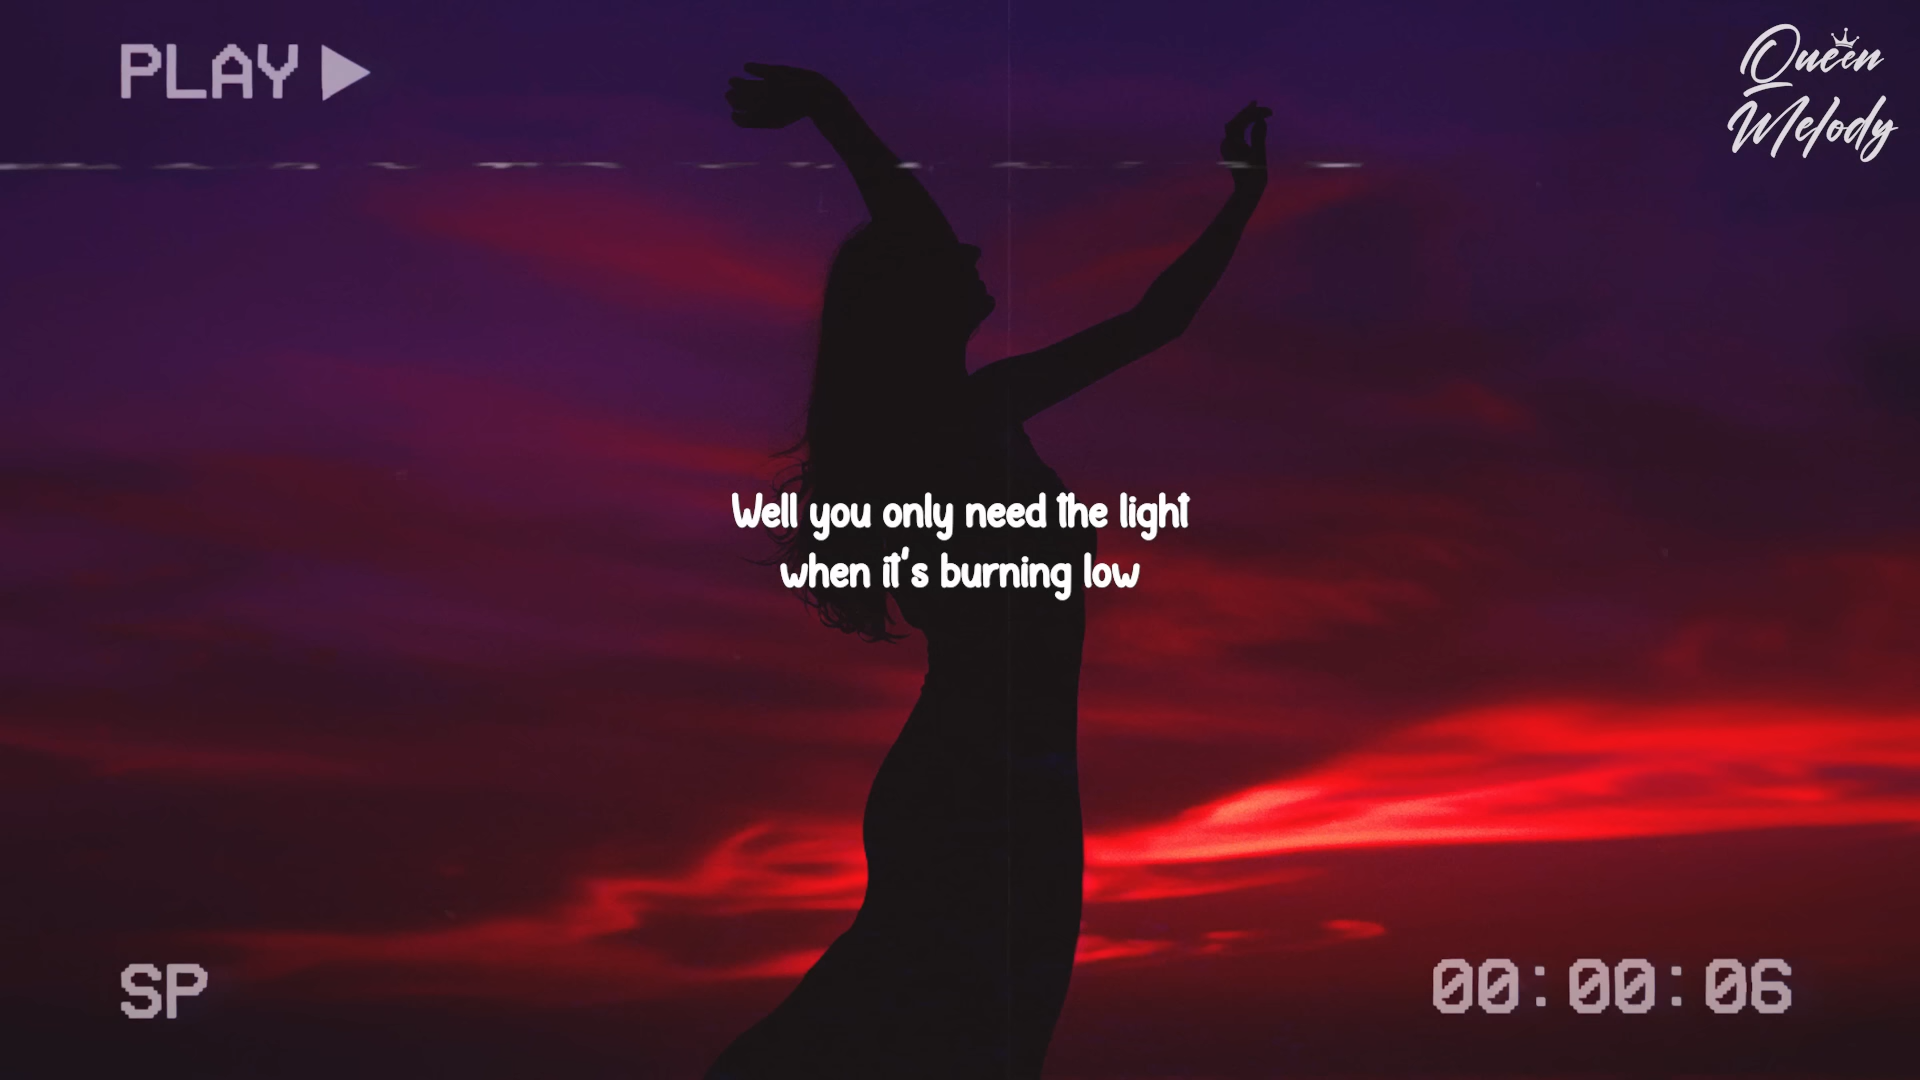 PLAY
Queen
Melody
Well you only need the light
when it's burning low
SP
00:00:06